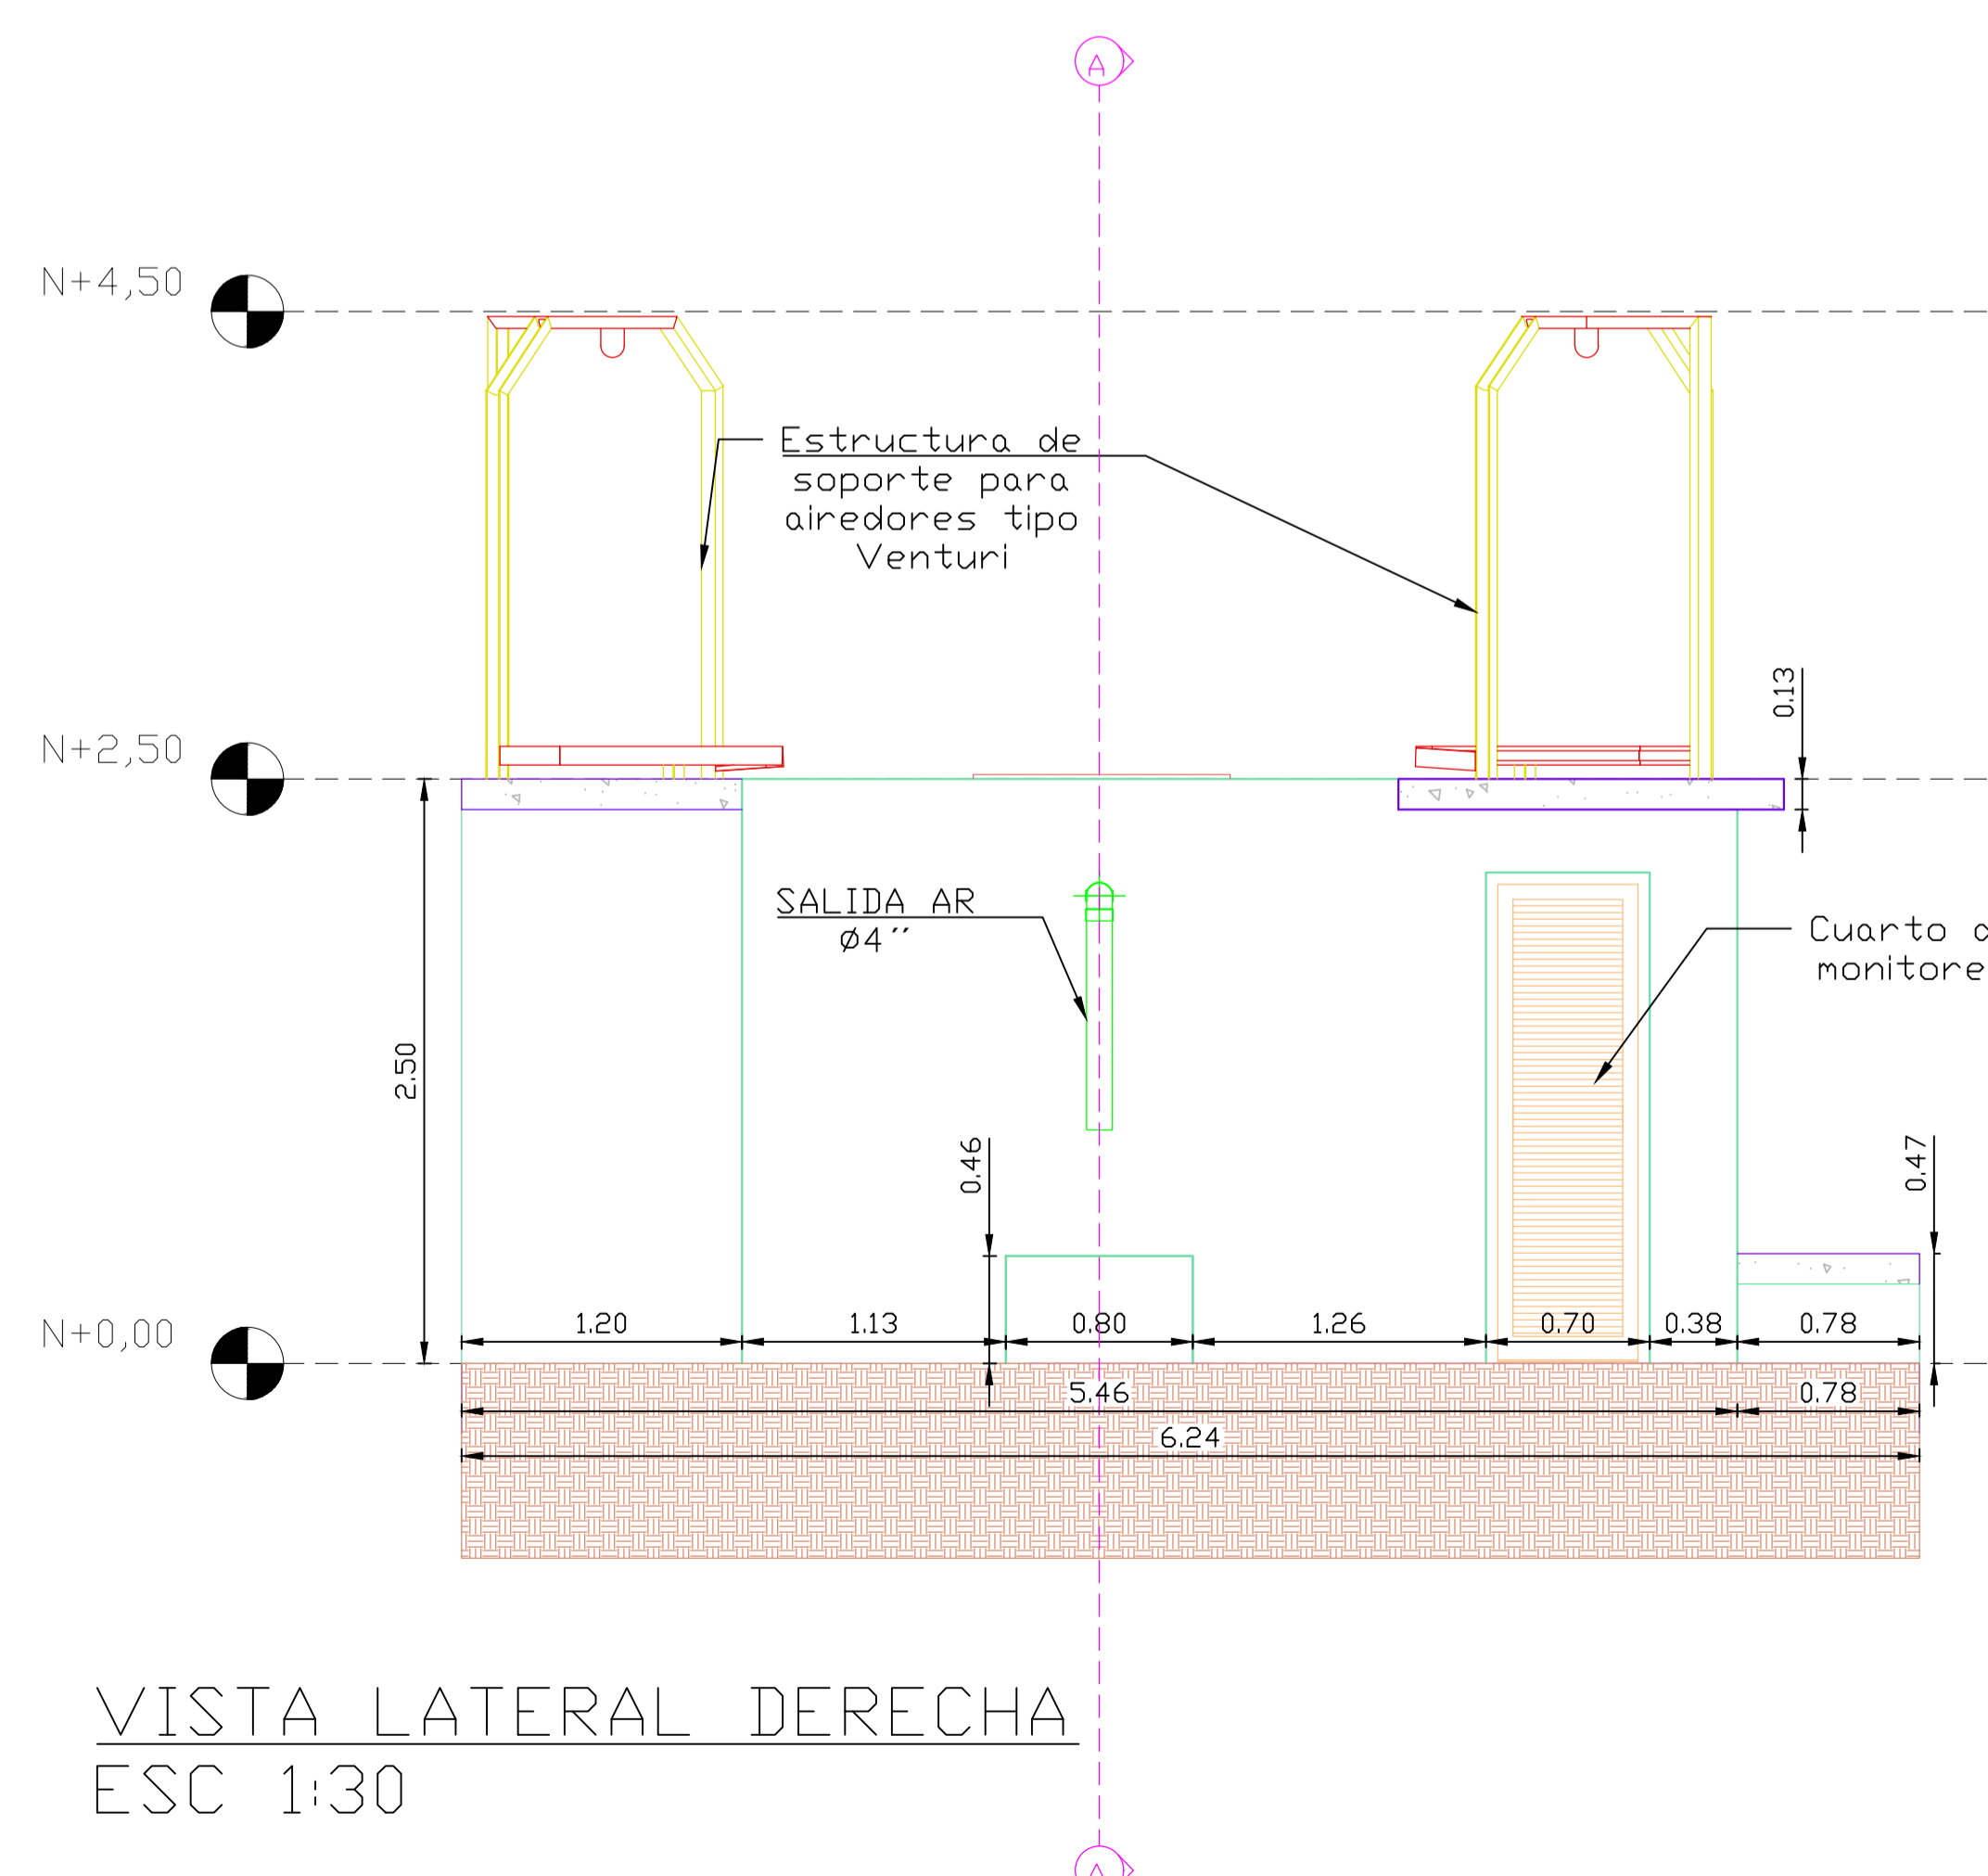 A
N+4,50
Estructura de
soporte para
airedores tipo
Venturi
0.13
N+2,50
SALIDA AR
Ø4"
Cuarto
monitore
2.50
0.46
0.47
N+0,00
1.20 1.13 0.80 1.26 0.70 0.38 0.78
5.46 0.78
6.24
VISTA LATERAL DERECHA
ESC 1:30
A